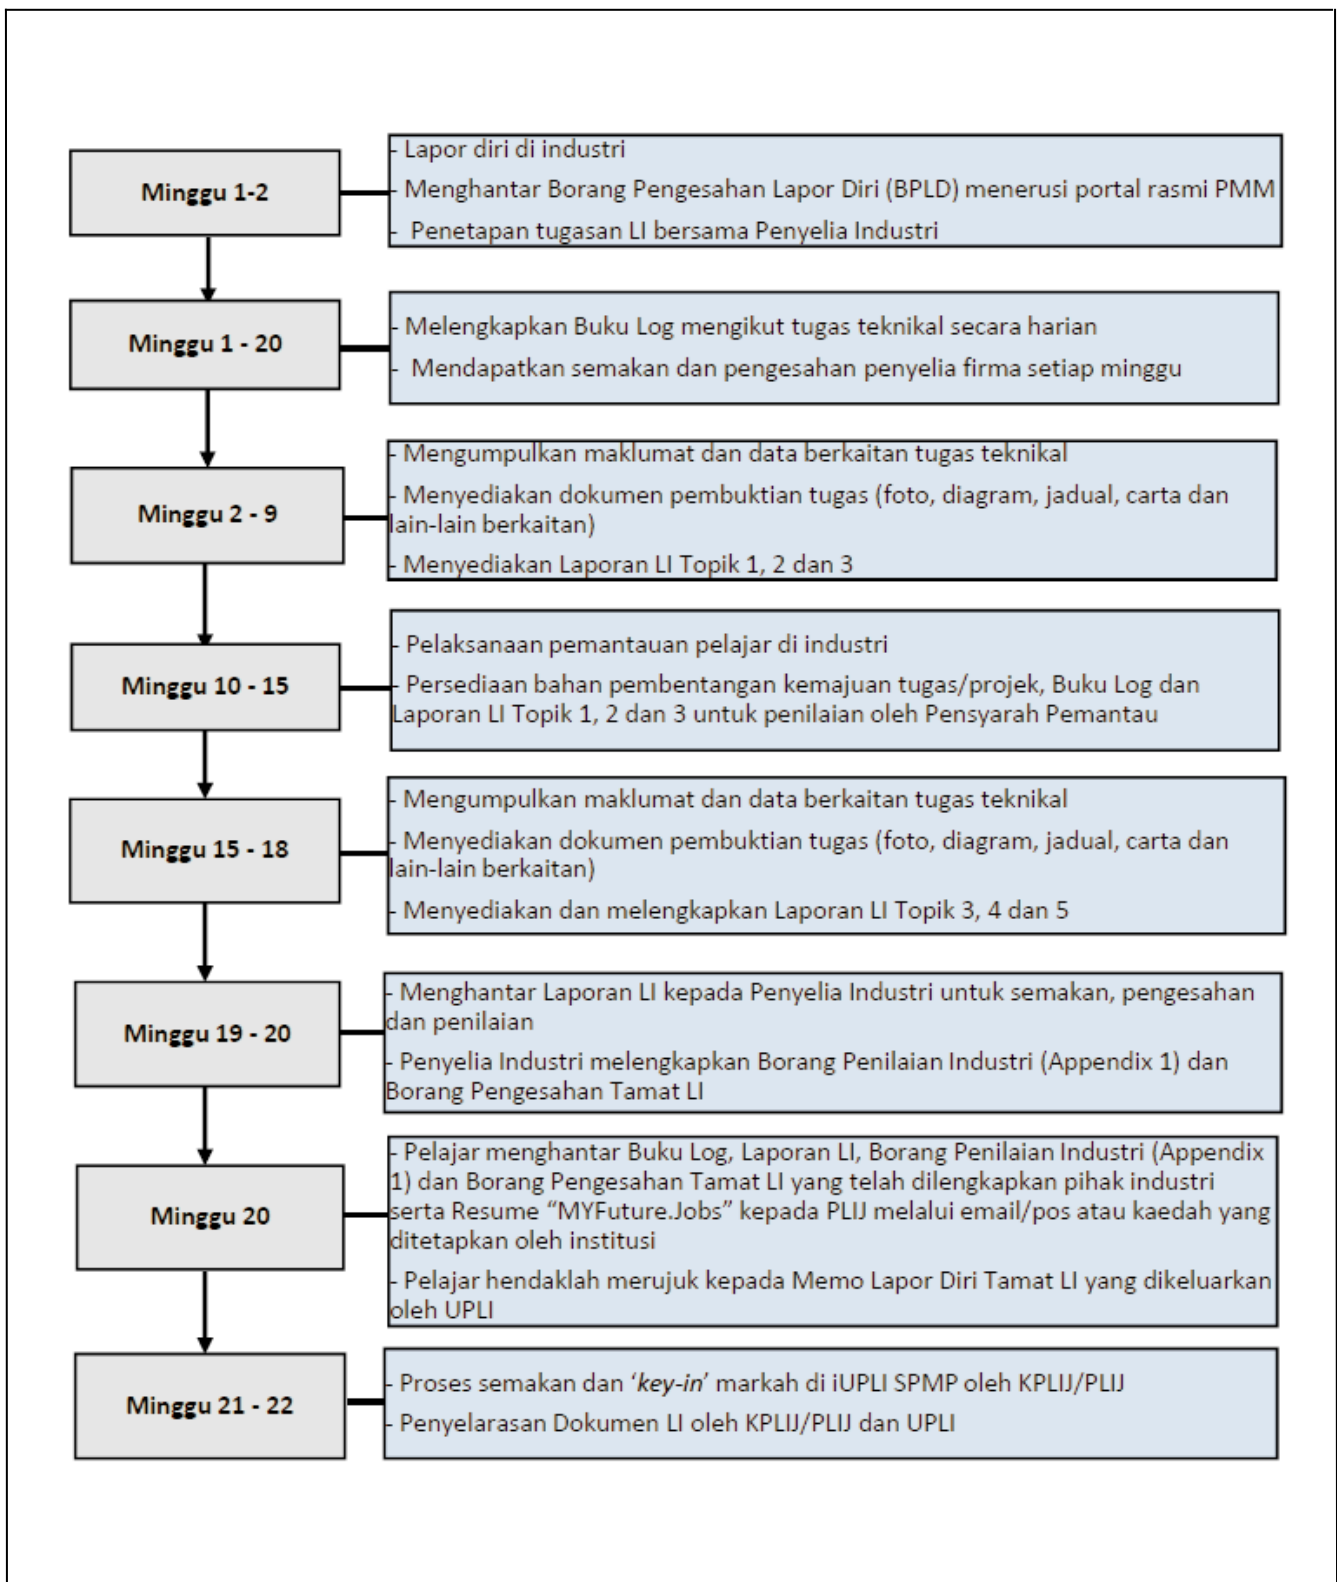 Minggu 1-2
- Lapor diri di industri
- Menghantar Borang Pengesahan Lapor Diri (BPLD) menerusi portal rasmi PMM
- Penetapan tugasan LI bersama Penyelia Industri
Minggu 1 - 20
- Melengkapkan Buku Log mengikut tugas teknikal secara harian
- Mendapatkan semakan dan pengesahan penyelia firma setiap minggu
Minggu 2 - 9
- Mengumpulkan maklumat dan data berkaitan tugas teknikal
- Menyediakan dokumen pembuktian tugas (foto, diagram, jadual, carta dan
lain-lain berkaitan)
- Menyediakan Laporan LI Topik 1, 2 dan 3
Minggu 10 - 15
- Pelaksanaan pemantauan pelajar di industri
- Persediaan bahan pembentangan kemajuan tugas/projek, Buku Log dan
Laporan LI Topik 1, 2 dan 3 untuk penilaian oleh Pensyarah Pemantau
Minggu 15 - 18
- Mengumpulkan maklumat dan data berkaitan tugas teknikal
- Menyediakan dokumen pembuktian tugas (foto, diagram, jadual, carta dan
lain-lain berkaitan)
- Menyediakan dan melengkapkan Laporan LI Topik 3, 4 dan 5
Minggu 19 - 20
- Menghantar Laporan LI kepada Penyelia Industri untuk semakan, pengesahan
dan penilaian
- Penyelia Industri melengkapkan Borang Penilaian Industri (Appendix 1) dan
Borang Pengesahan Tamat LI
Minggu 20
- Pelajar menghantar Buku Log, Laporan LI, Borang Penilaian Industri (Appendix
1) dan Borang Pengesahan Tamat LI yang telah dilengkapkan pihak industri
serta Resume “MYFuture.Jobs” kepada PLIJ melalui email/pos atau kaedah yang
ditetapkan oleh institusi
- Pelajar hendaklah merujuk kepada Memo Lapor Diri Tamat LI yang dikeluarkan
oleh UPLI
Minggu 21 - 22
- Proses semakan dan ‘key-in’ markah di iUPLI SPMP oleh KPLIJ/PLIJ
- Penyelarasan Dokumen LI oleh KPLIJ/PLIJ dan UPLI